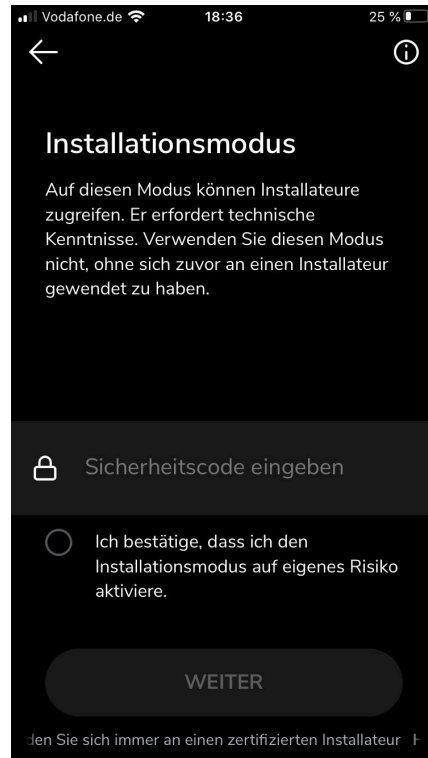 Vodafone.de 18:36 25 %
Installationsmodus
Auf diesen Modus können Installateure
zugreifen. Er erfordert technische
Kenntnisse. Verwenden Sie diesen Modus
nicht, ohne sich zuvor an einen Installateur
gewendet zu haben.
Sicherheitscode eingeben
Ich bestätige, dass ich den
Installationsmodus auf eigenes Risiko
aktiviere.
WEITER
den Sie sich immer an einen zertifizierten Installateur